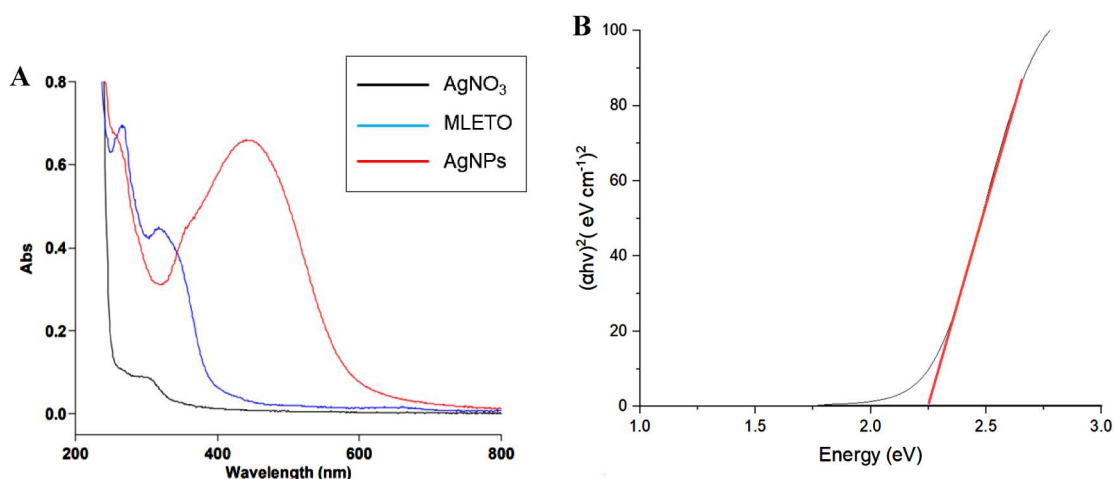 A
AgNO₃
MLETO
AgNPs
0.8
0.6
0.4
0.2
0.0
Abs
200
400
600
800
Wavelength (nm)
B
100
80
60
40
20
0
(αhv)²( eV cm⁻¹)²
1.0
1.5
2.0
2.5
3.0
Energy (eV)